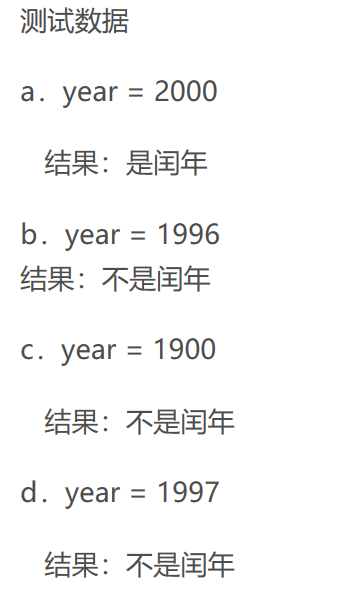 测试数据
a. year = 2000
结果：是闰年
b. year = 1996
结果：不是闰年
c. year = 1900
结果：不是闰年
d. year = 1997
结果：不是闰年